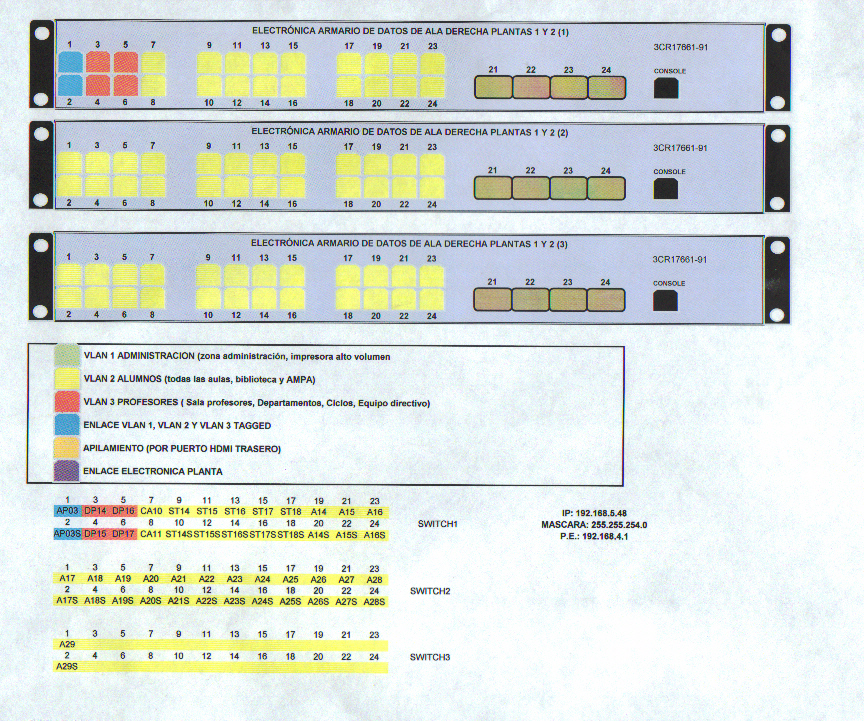 ELECTRÓNICA ARMARIO DE DATOS DE ALA DERECHA PLANTAS 1 Y 2 (1)
1 3 5 7 9 11 13 15 17 19 21 23
3CR17661-91
21 22 23 24
CONSOLE
2 4 6 8 10 12 14 16 18 20 22 24
ELECTRÓNICA ARMARIO DE DATOS DE ALA DERECHA PLANTAS 1 Y 2 (2)
1 3 5 7 9 11 13 15 17 19 21 23
3CR17661-91
21 22 23 24
CONSOLE
2 4 6 8 10 12 14 16 18 20 22 24
ELECTRÓNICA ARMARIO DE DATOS DE ALA DERECHA PLANTAS 1 Y 2 (3)
1 3 5 7 9 11 13 15 17 19 21 23
3CR17661-91
21 22 23 24
CONSOLE
2 4 6 8 10 12 14 16 18 20 22 24
VLAN 1 ADMINISTRACION (zona administración, impresora alto volumen
VLAN 2 ALUMNOS (todas las aulas, biblioteca y AMPA)
VLAN 3 PROFESORES ( Sala profesores, Departamentos, Ciclos, Equipo directivo)
ENLACE VLAN 1, VLAN 2 Y VLAN 3 TAGGED
APILAMIENTO (POR PUERTO HDMI TRASERO)
ENLACE ELECTRONICA PLANTA
1 3 5 7 9 11 13 15 17 19 21 23
AP03 DP14 DP16 CA10 ST14 ST15 ST16 ST17 ST18 A14 A15 A16
2 4 6 8 10 12 14 16 18 20 22 24
AP03S DP15 DP17 CA11 ST14S ST15S ST16S ST17S ST18S A14S A15S A16S
SWITCH1
IP: 192.168.5.48
MASCARA: 255.255.254.0
P.E.: 192.168.4.1
1 3 5 7 9 11 13 15 17 19 21 23
A17 A18 A19 A20 A21 A22 A23 A24 A25 A26 A27 A28
2 4 6 8 10 12 14 16 18 20 22 24
A17S A18S A19S A20S A21S A22S A23S A24S A25S A26S A27S A28S
SWITCH2
1 3 5 7 9 11 13 15 17 19 21 23
A29
2 4 6 8 10 12 14 16 18 20 22 24
A29S
SWITCH3